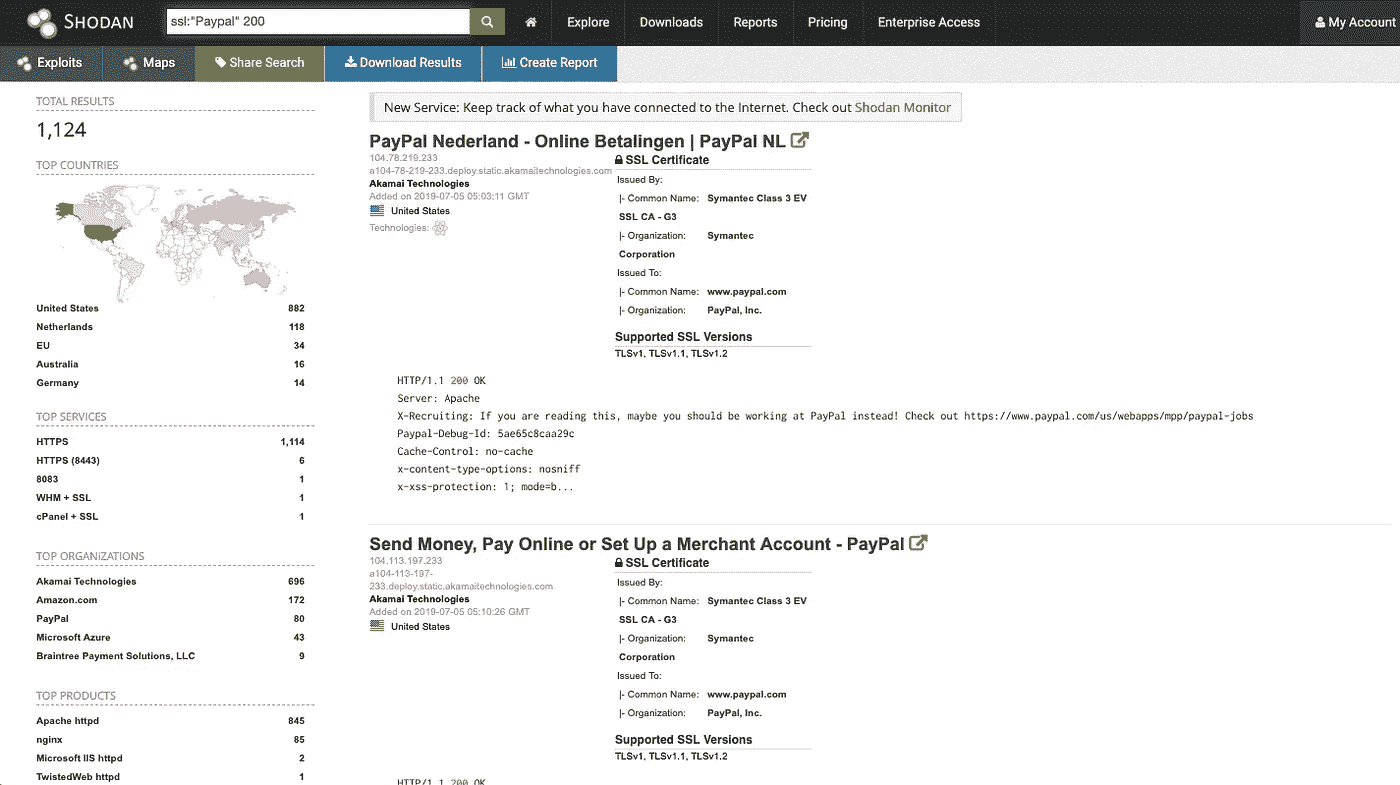 SHODAN
ssl:"Paypal" 200
Explore
Downloads
Reports
Pricing
Enterprise Access
My Account
Exploits
Maps
Share Search
Download Results
Create Report
TOTAL RESULTS
1,124
TOP COUNTRIES
United States 882
Netherlands 118
EU 34
Australia 16
Germany 14
TOP SERVICES
HTTPS 1,114
HTTPS (8443) 6
8083 1
WHM + SSL 1
cPanel + SSL 1
TOP ORGANIZATIONS
Akamai Technologies 696
Amazon.com 172
PayPal 80
Microsoft Azure 43
Braintree Payment Solutions, LLC 9
TOP PRODUCTS
Apache httpd 845
nginx 85
Microsoft IIS httpd 2
TwistedWeb httpd 1
New Service: Keep track of what you have connected to the Internet. Check out Shodan Monitor
PayPal Nederland - Online Betalingen | PayPal NL
104.78.219.233
a104-78-219-233.deploy.static.akamaitechnologies.com
Akamai Technologies
Added on 2019-07-05 05:03:11 GMT
United States
Technologies:
SSL Certificate
Issued By:
|- Common Name: Symantec Class 3 EV
SSL CA - G3
|- Organization: Symantec
Corporation
Issued To:
|- Common Name: www.paypal.com
|- Organization: PayPal, Inc.
Supported SSL Versions
TLSv1, TLSv1.1, TLSv1.2
HTTP/1.1 200 OK
Server: Apache
X-Recruiting: If you are reading this, maybe you should be working at PayPal instead! Check out https://www.paypal.com/us/webapps/mpp/paypal-jobs
Paypal-Debug-Id: 5ae65c8caa29c
Cache-Control: no-cache
x-content-type-options: nosniff
x-xss-protection: 1; mode=b...
Send Money, Pay Online or Set Up a Merchant Account - PayPal
104.113.197.233
a104-113-197-
233.deploy.static.akamaitechnologies.com
Akamai Technologies
Added on 2019-07-05 05:10:26 GMT
United States
SSL Certificate
Issued By:
|- Common Name: Symantec Class 3 EV
SSL CA - G3
|- Organization: Symantec
Corporation
Issued To:
|- Common Name: www.paypal.com
|- Organization: PayPal, Inc.
Supported SSL Versions
TLSv1, TLSv1.1, TLSv1.2
HTTP/1.1 200 OK